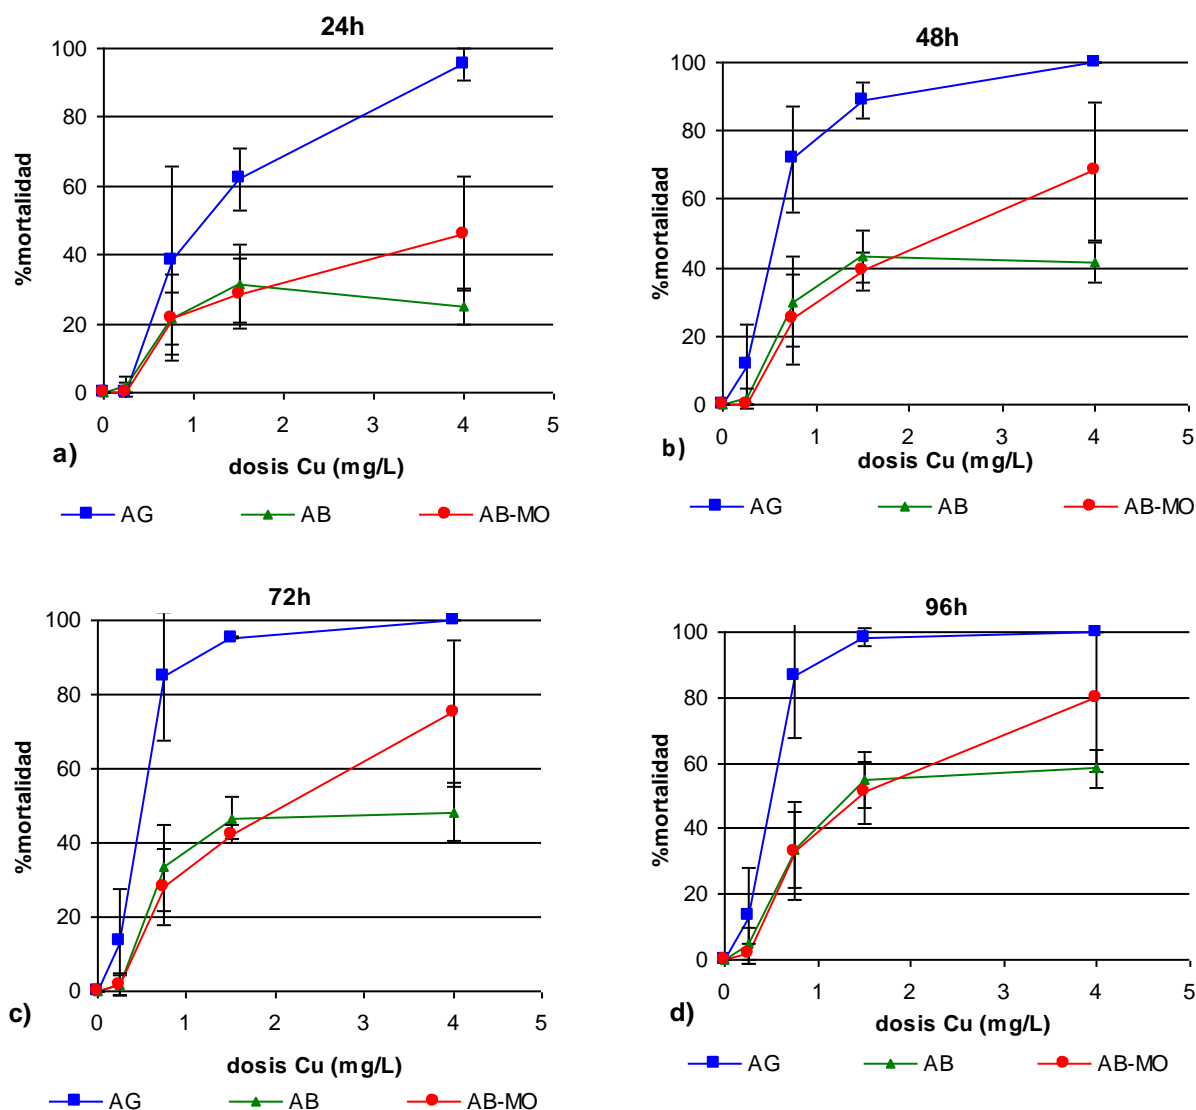 24h
100
80
60
40
20
0
%mortalidad
0 1 2 3 4 5
a)
dosis Cu (mg/L)
AG AB AB-MO
48h
100
80
60
40
20
0
%mortalidad
0 1 2 3 4 5
b)
dosis Cu (mg/L)
AG AB AB-MO
72h
100
80
60
40
20
0
%mortalidad
0 1 2 3 4 5
c)
dosis Cu (mg/L)
AG AB AB-MO
96h
100
80
60
40
20
0
%mortalidad
0 1 2 3 4 5
d)
dosis Cu (mg/L)
AG AB AB-MO